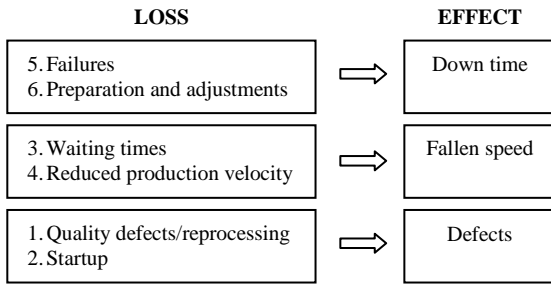 LOSS
EFFECT
5. Failures
6. Preparation and adjustments
Down time
3. Waiting times
4. Reduced production velocity
Fallen speed
1. Quality defects/reprocessing
2. Startup
Defects